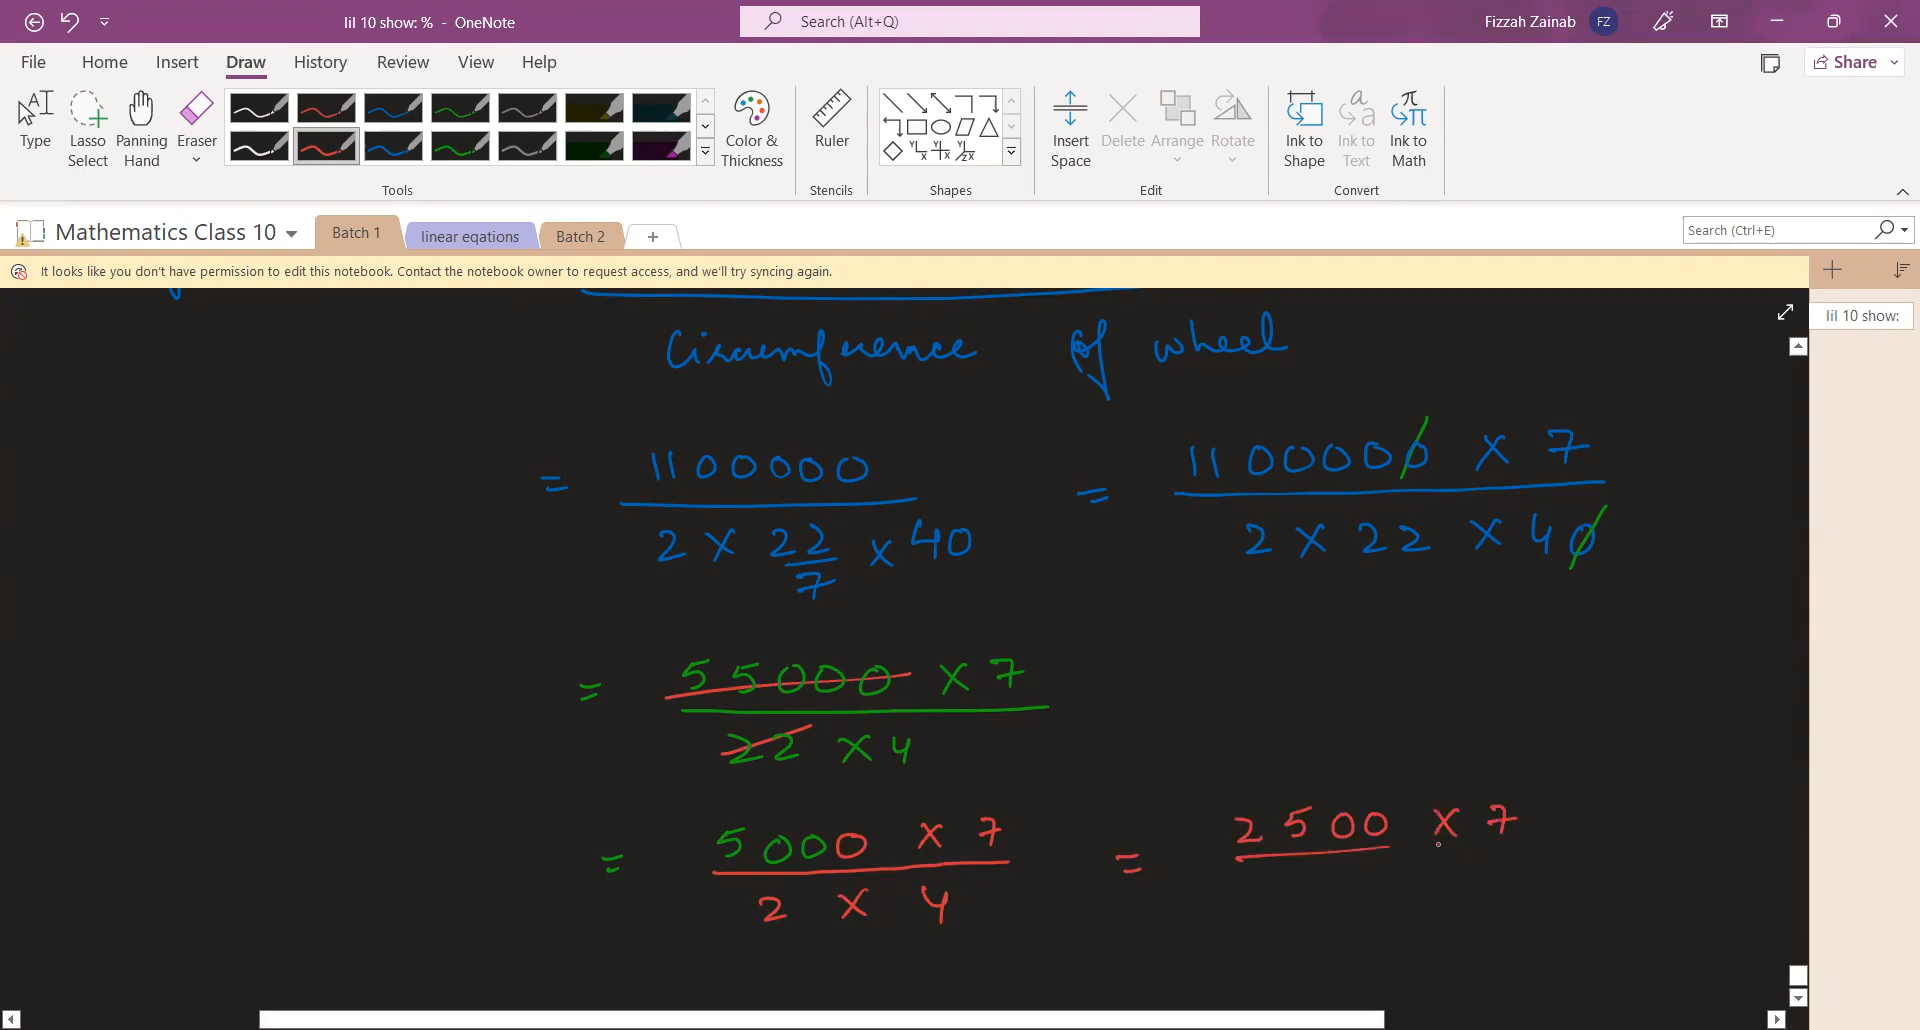 lil 10 show: % - OneNote
Search (Alt+Q)
Fizzah Zainab
FZ
File Home Insert Draw History Review View Help
Share
Type
Lasso Select
Panning Hand
Eraser
Color & Thickness
Ruler
Insert Space
Delete
Arrange
Rotate
Ink to Shape
Ink to Text
Ink to Math
Tools
Stencils
Shapes
Edit
Convert
Mathematics Class 10
Batch 1
linear eqations
Batch 2
Search (Ctrl+E)
It looks like you don't have permission to edit this notebook. Contact the notebook owner to request access, and we'll try syncing again.
lil 10 show:
Circumference of wheel
= 1100000 = 1100000 x 7
2 x 22 x 40 2 x 22 x 40
7
= 55000 x 7
22 x 4
= 5000 x 7 = 2500 x 7
2 x 4